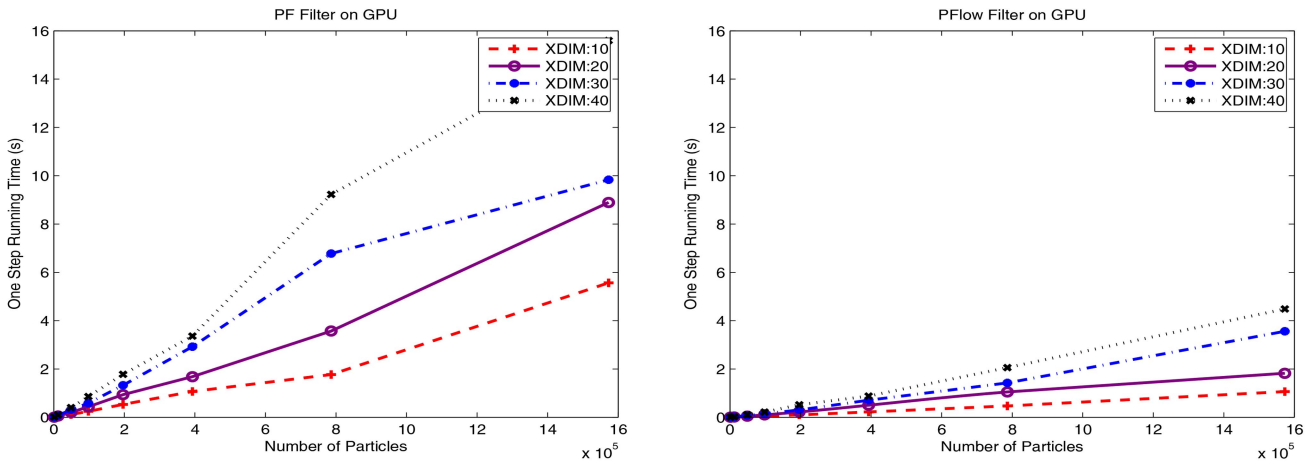 PF Filter on GPU
16
14
12
10
8
6
4
2
0
One Step Running Time (s)
XDIM:10
XDIM:20
XDIM:30
XDIM:40
0
2
4
6
8
10
12
14
16
Number of Particles
x 10^5
PFlow Filter on GPU
16
14
12
10
8
6
4
2
0
One Step Running Time (s)
XDIM:10
XDIM:20
XDIM:30
XDIM:40
0
2
4
6
8
10
12
14
16
Number of Particles
x 10^5